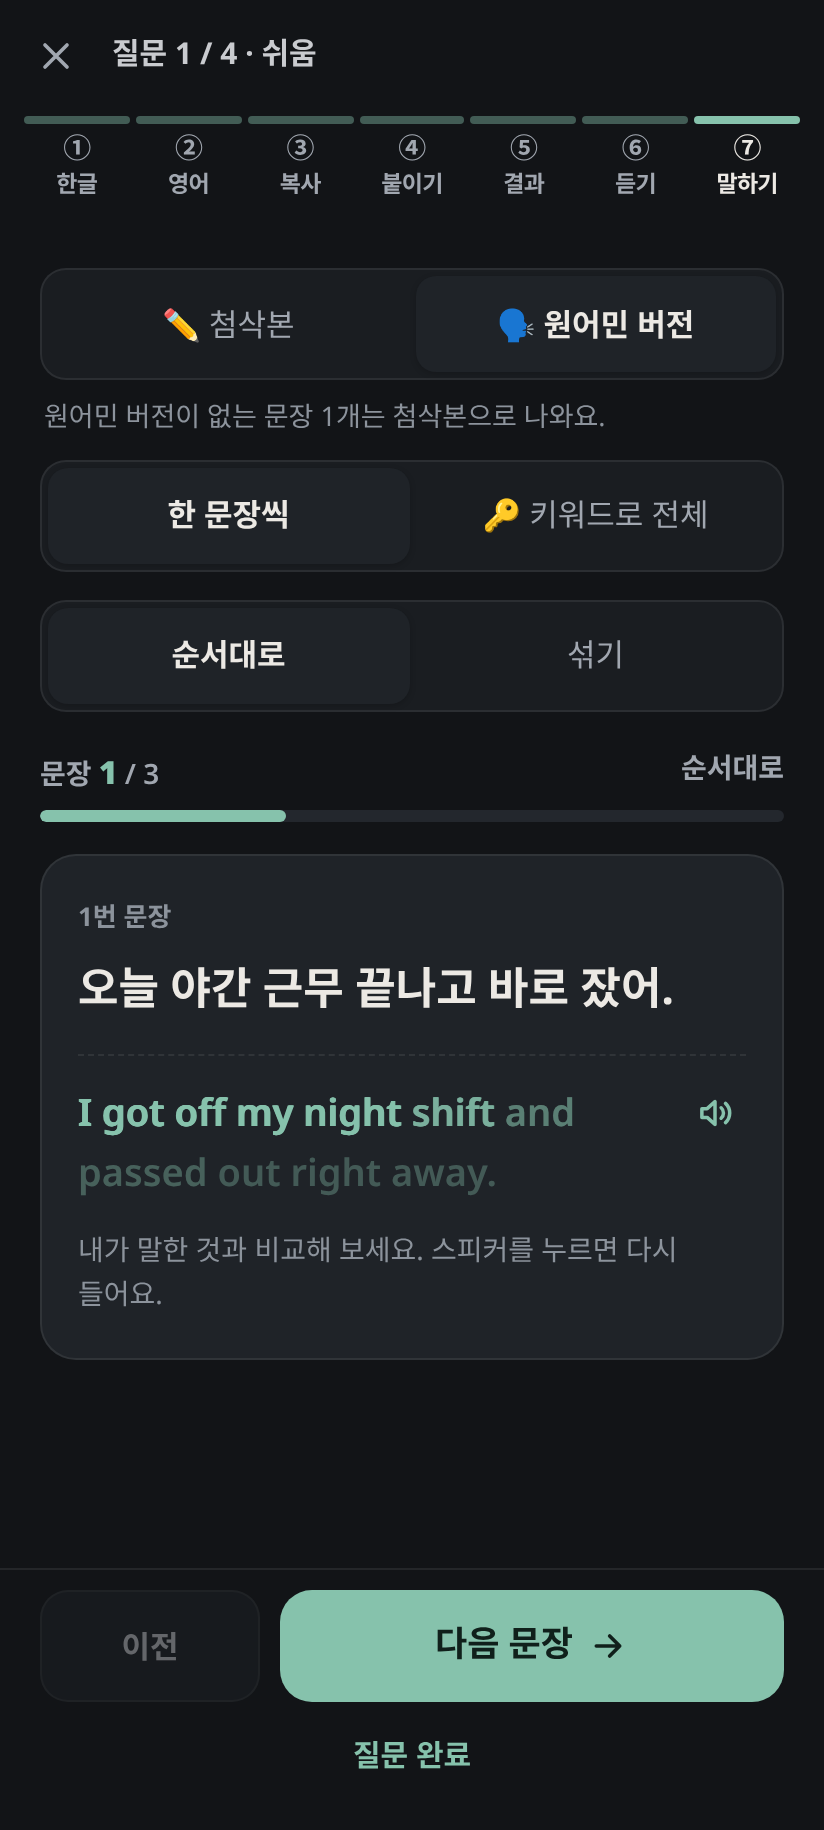 질문 1 / 4 · 쉬움
① ② ③ ④ ⑤ ⑥ ⑦
한글 영어 복사 붙이기 결과 듣기 말하기
✏️ 첨삭본 🗣️ 원어민 버전
원어민 버전이 없는 문장 1개는 첨삭본으로 나와요.
한 문장씩 🔑 키워드로 전체
순서대로 섞기
문장 1 / 3 순서대로
1번 문장
오늘 야간 근무 끝나고 바로 잤어.
I got off my night shift and
passed out right away.
내가 말한 것과 비교해 보세요. 스피커를 누르면 다시
들어요.
이전 다음 문장 →
질문 완료